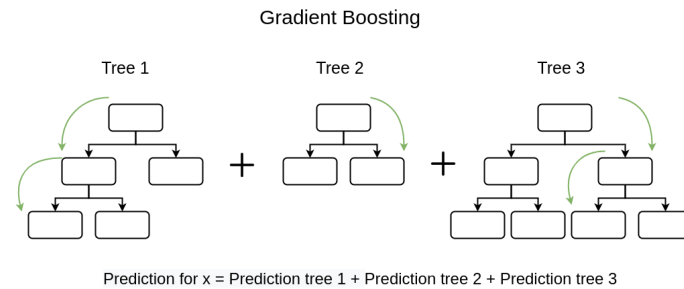 Gradient Boosting
Tree 1
Tree 2
Tree 3
Prediction for x = Prediction tree 1 + Prediction tree 2 + Prediction tree 3